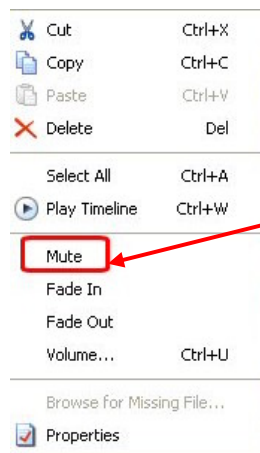 Cut Ctrl+X
Copy Ctrl+C
Paste Ctrl+V
Delete Del
Select All Ctrl+A
Play Timeline Ctrl+W
Mute
Fade In
Fade Out
Volume... Ctrl+U
Browse for Missing File...
Properties